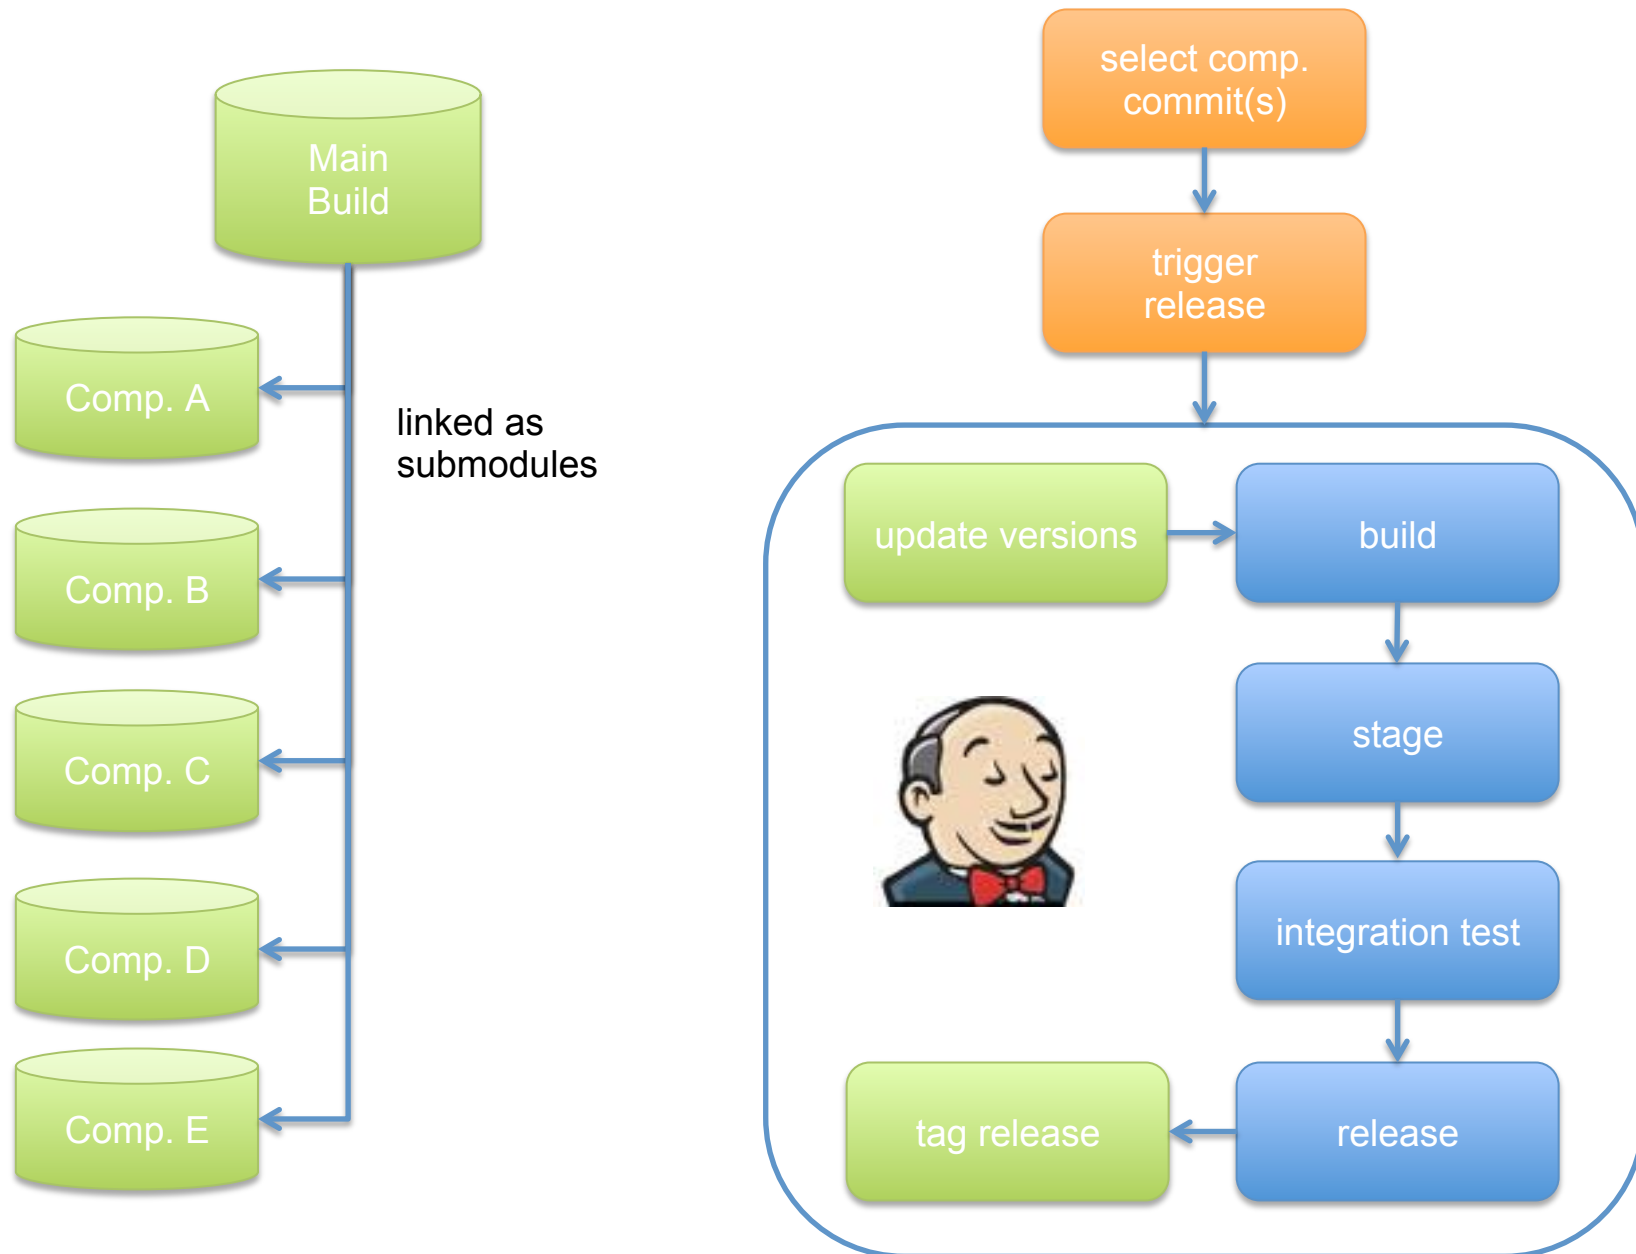 Main
Build
Comp. A
Comp. B
Comp. C
Comp. D
Comp. E
linked as
submodules
select comp.
commit(s)
trigger
release
update versions
build
stage
integration test
release
tag release